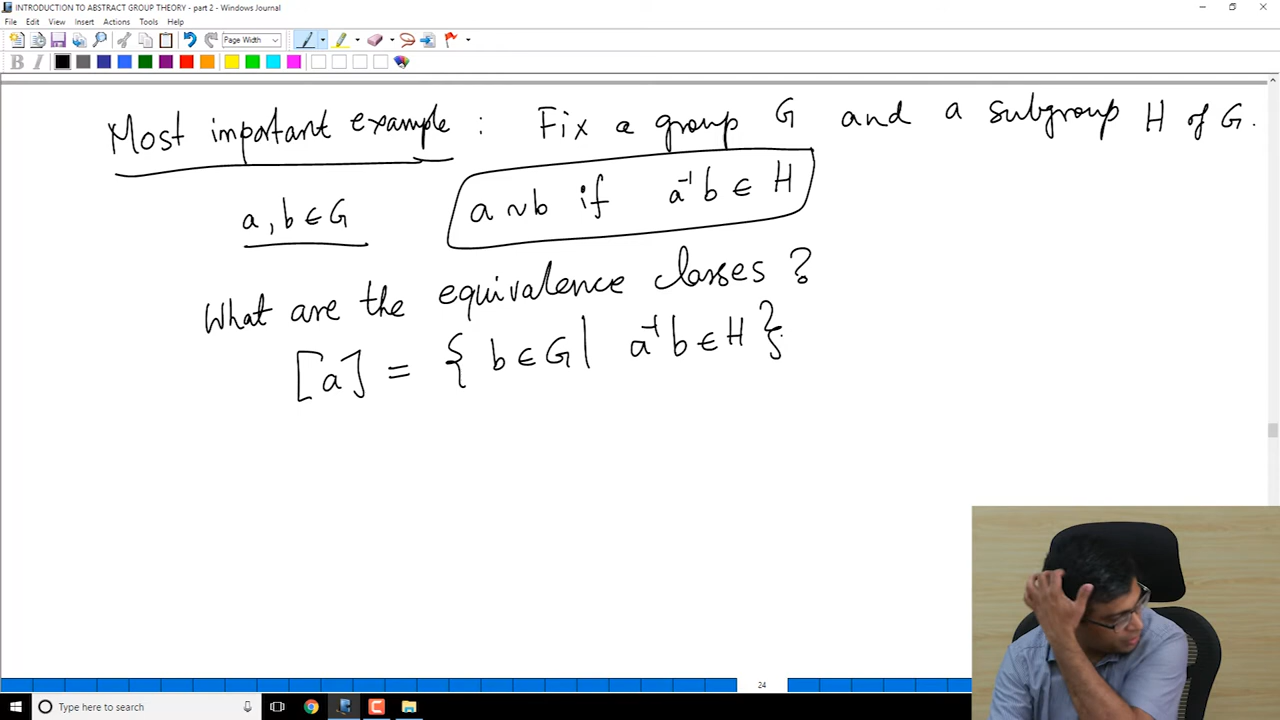 INTRODUCTION TO ABSTRACT GROUP THEORY - part 2 - Windows Journal
File Edit View Insert Actions Tools Help
Page Width
B I
Most important example : Fix a group G and a subgroup H of G.
a, b ∈ G a ~ b if a⁻¹b ∈ H
What are the equivalence classes ?
[a] = { b ∈ G | a⁻¹b ∈ H }
24
Type here to search